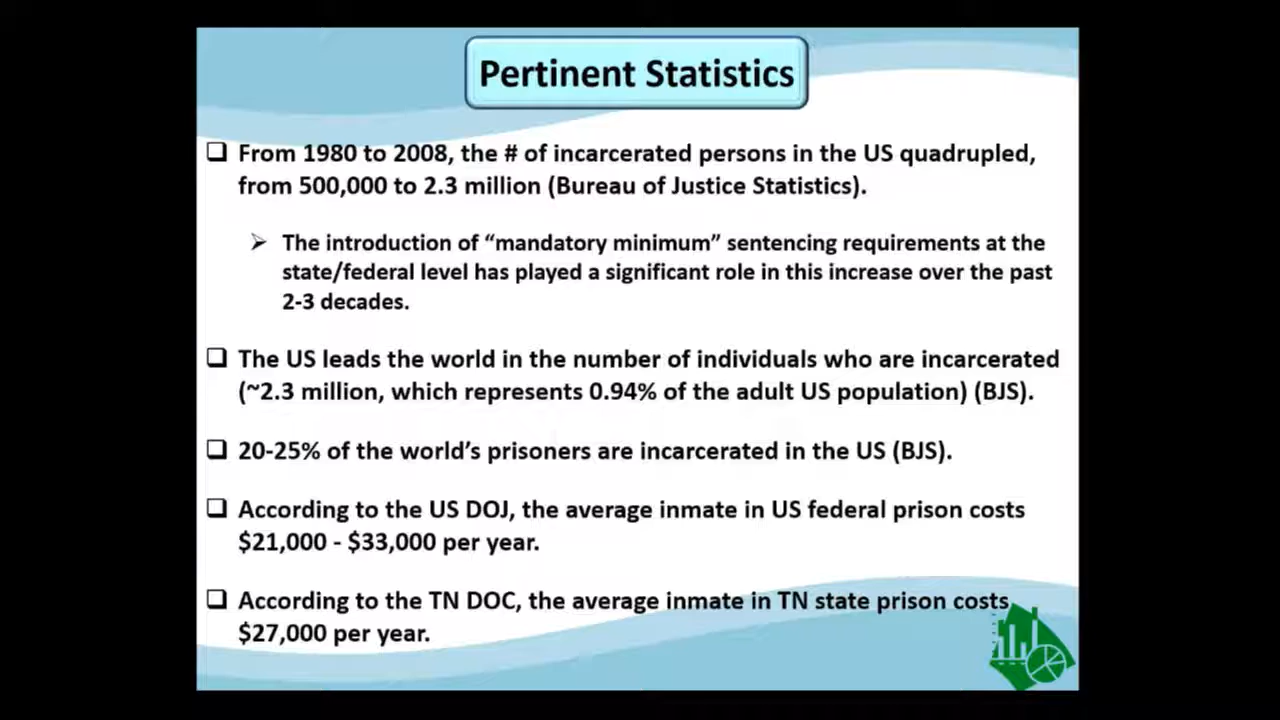 Pertinent Statistics
❑ From 1980 to 2008, the # of incarcerated persons in the US quadrupled,
from 500,000 to 2.3 million (Bureau of Justice Statistics).
➢ The introduction of “mandatory minimum” sentencing requirements at the
state/federal level has played a significant role in this increase over the past
2-3 decades.
❑ The US leads the world in the number of individuals who are incarcerated
(~2.3 million, which represents 0.94% of the adult US population) (BJS).
❑ 20-25% of the world’s prisoners are incarcerated in the US (BJS).
❑ According to the US DOJ, the average inmate in US federal prison costs
$21,000 - $33,000 per year.
❑ According to the TN DOC, the average inmate in TN state prison costs
$27,000 per year.